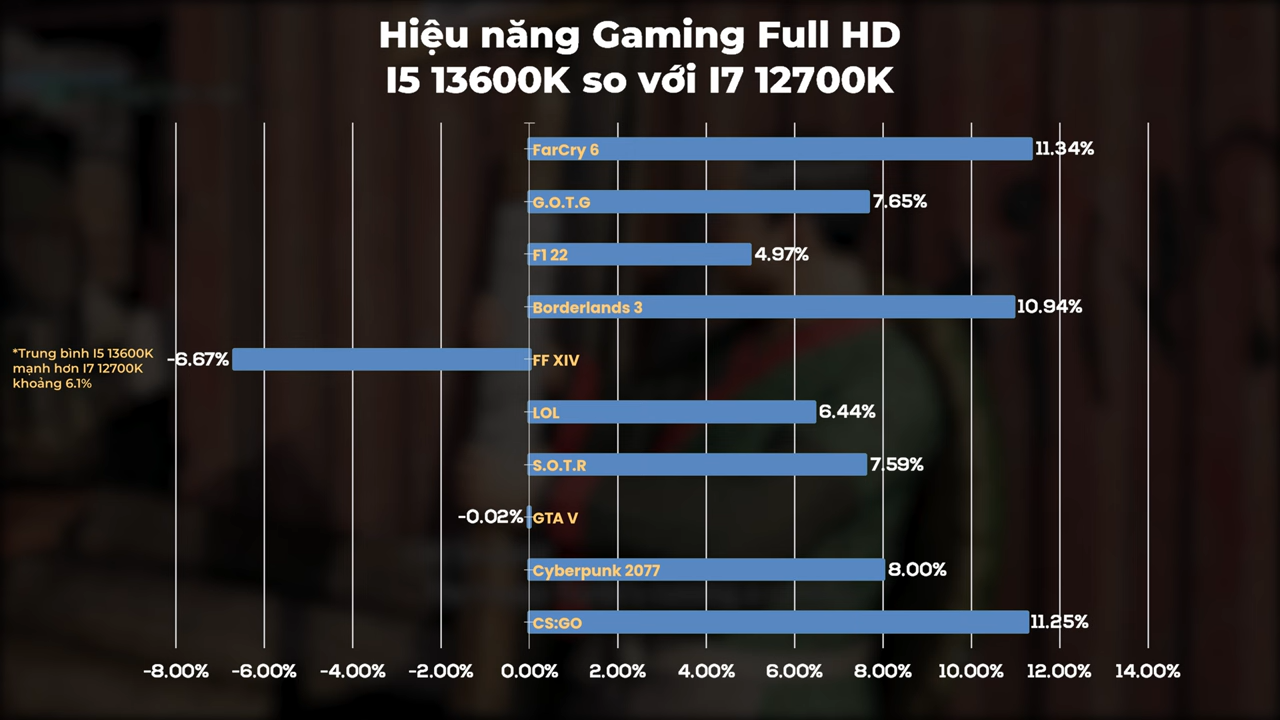 Hiệu năng Gaming Full HD
I5 13600K so với I7 12700K
FarCry 6 11.34%
G.O.T.G 7.65%
F1 22 4.97%
Borderlands 3 10.94%
*Trung bình I5 13600K
mạnh hơn I7 12700K
khoảng 6.1%
-6.67% FF XIV
LOL 6.44%
S.O.T.R 7.59%
-0.02% GTA V
Cyberpunk 2077 8.00%
CS:GO 11.25%
-8.00% -6.00% -4.00% -2.00% 0.00% 2.00% 4.00% 6.00% 8.00% 10.00% 12.00% 14.00%